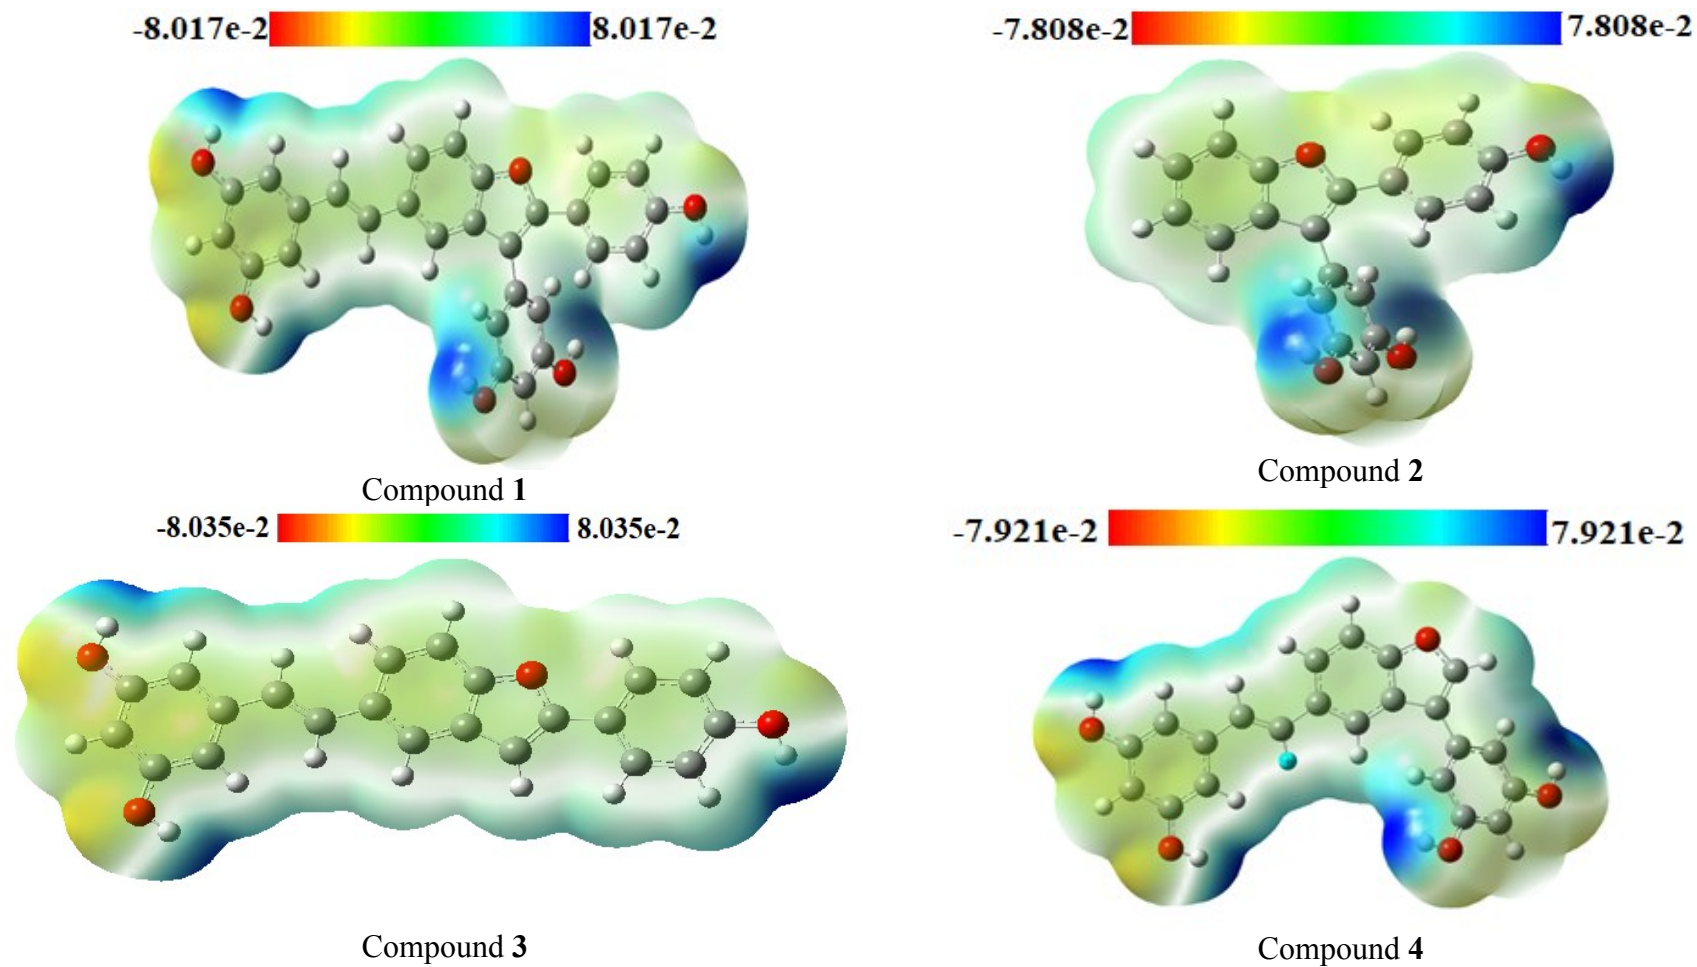 -8.017e-2 8.017e-2
-7.808e-2 7.808e-2
Compound 1
Compound 2
-8.035e-2 8.035e-2
-7.921e-2 7.921e-2
Compound 3
Compound 4